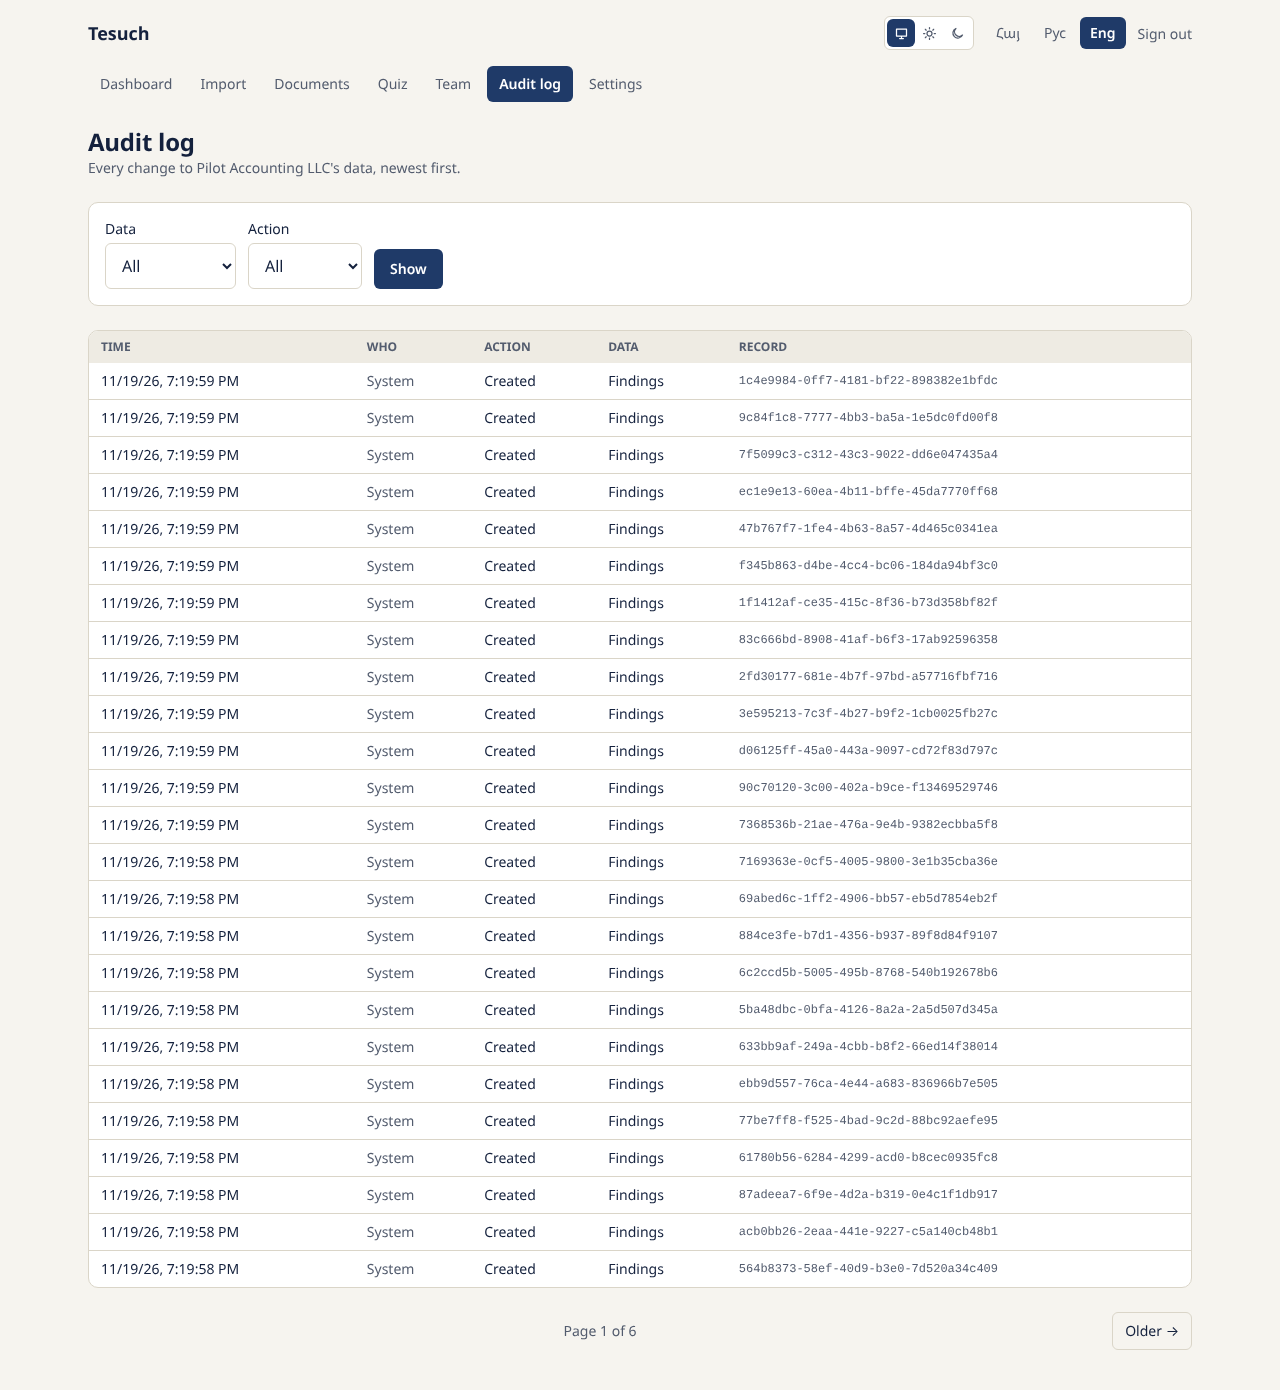 Tesuch
Հայ Рус Eng Sign out
Dashboard Import Documents Quiz Team Audit log Settings
Audit log
Every change to Pilot Accounting LLC's data, newest first.
Data Action
All All Show
TIME WHO ACTION DATA RECORD
11/19/26, 7:19:59 PM System Created Findings 1c4e9984-0ff7-4181-bf22-898382e1bfdc
11/19/26, 7:19:59 PM System Created Findings 9c84f1c8-7777-4bb3-ba5a-1e5dc0fd00f8
11/19/26, 7:19:59 PM System Created Findings 7f5099c3-c312-43c3-9022-dd6e047435a4
11/19/26, 7:19:59 PM System Created Findings ec1e9e13-60ea-4b11-bffe-45da7770ff68
11/19/26, 7:19:59 PM System Created Findings 47b767f7-1fe4-4b63-8a57-4d465c0341ea
11/19/26, 7:19:59 PM System Created Findings f345b863-d4be-4cc4-bc06-184da94bf3c0
11/19/26, 7:19:59 PM System Created Findings 1f1412af-ce35-415c-8f36-b73d358bf82f
11/19/26, 7:19:59 PM System Created Findings 83c666bd-8908-41af-b6f3-17ab92596358
11/19/26, 7:19:59 PM System Created Findings 2fd30177-681e-4b7f-97bd-a57716fbf716
11/19/26, 7:19:59 PM System Created Findings 3e595213-7c3f-4b27-b9f2-1cb0025fb27c
11/19/26, 7:19:59 PM System Created Findings d06125ff-45a0-443a-9097-cd72f83d797c
11/19/26, 7:19:59 PM System Created Findings 90c70120-3c00-402a-b9ce-f13469529746
11/19/26, 7:19:59 PM System Created Findings 7368536b-21ae-476a-9e4b-9382ecbba5f8
11/19/26, 7:19:58 PM System Created Findings 7169363e-0cf5-4005-9800-3e1b35cba36e
11/19/26, 7:19:58 PM System Created Findings 69abed6c-1ff2-4906-bb57-eb5d7854eb2f
11/19/26, 7:19:58 PM System Created Findings 884ce3fe-b7d1-4356-b937-89f8d84f9107
11/19/26, 7:19:58 PM System Created Findings 6c2ccd5b-5005-495b-8768-540b192678b6
11/19/26, 7:19:58 PM System Created Findings 5ba48dbc-0bfa-4126-8a2a-2a5d507d345a
11/19/26, 7:19:58 PM System Created Findings 633bb9af-249a-4cbb-b8f2-66ed14f38014
11/19/26, 7:19:58 PM System Created Findings ebb9d557-76ca-4e44-a683-836966b7e505
11/19/26, 7:19:58 PM System Created Findings 77be7ff8-f525-4bad-9c2d-88bc92aefe95
11/19/26, 7:19:58 PM System Created Findings 61780b56-6284-4299-acd0-b8cec0935fc8
11/19/26, 7:19:58 PM System Created Findings 87adeea7-6f9e-4d2a-b319-0e4c1f1db917
11/19/26, 7:19:58 PM System Created Findings acb0bb26-2eaa-441e-9227-c5a140cb48b1
11/19/26, 7:19:58 PM System Created Findings 564b8373-58ef-40d9-b3e0-7d520a34c409
Page 1 of 6 Older →